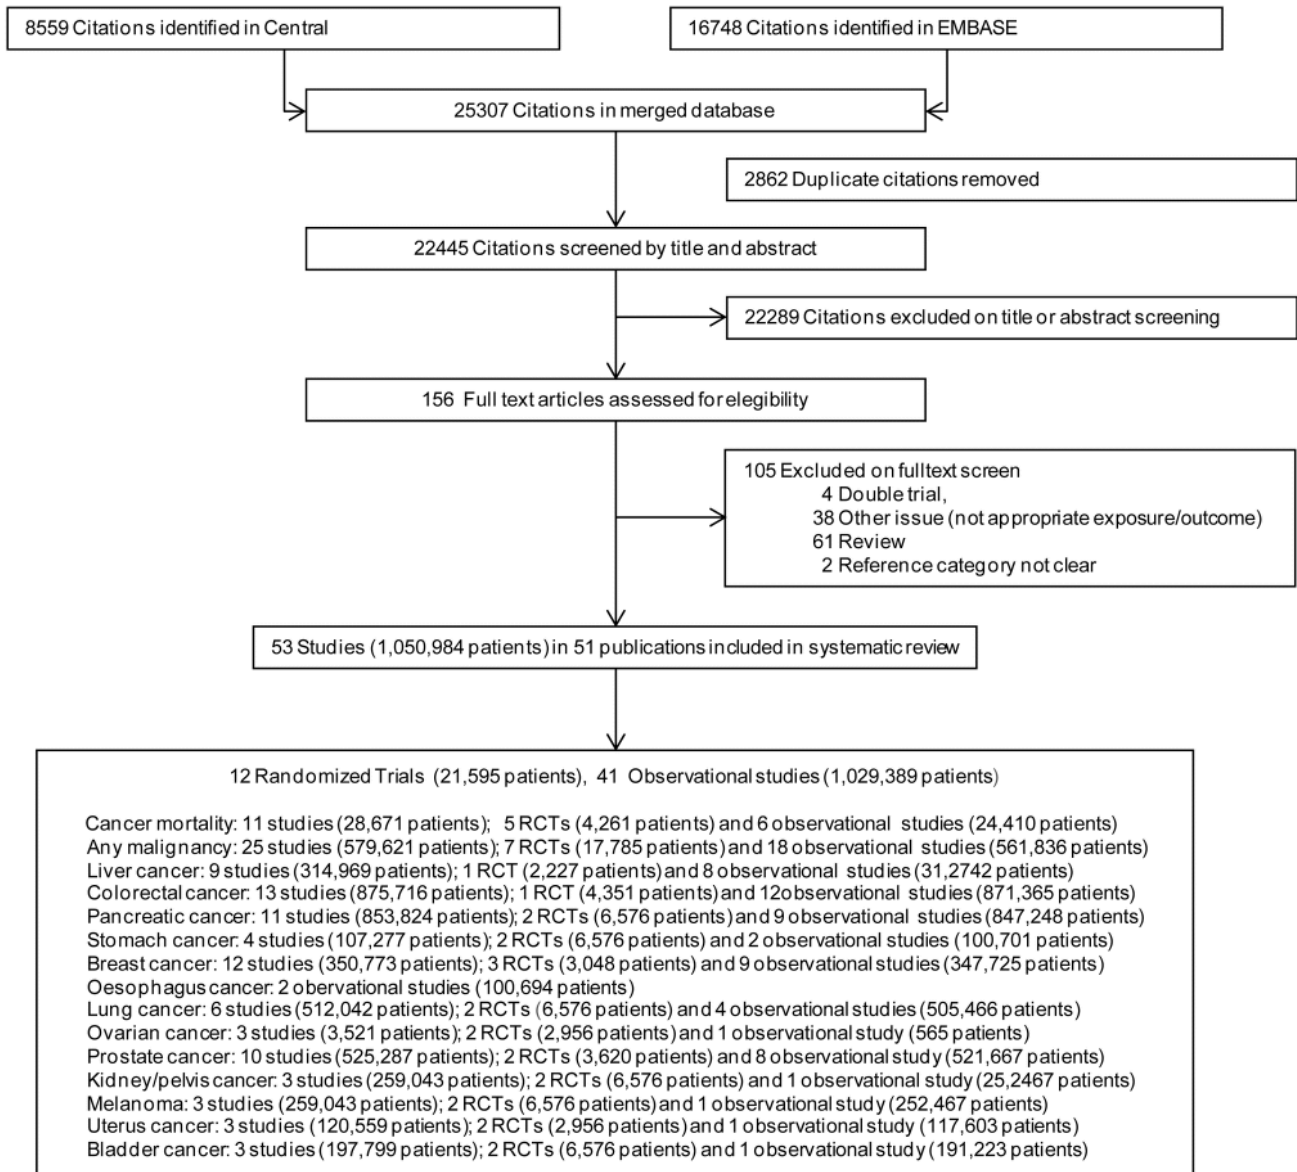 8559 Citations identified in Central
16748 Citations identified in EMBASE
25307 Citations in merged database
2862 Duplicate citations removed
22445 Citations screened by title and abstract
22289 Citations excluded on title or abstract screening
156 Full text articles assessed for elegibility
105 Excluded on fulltext screen
4 Double trial,
38 Other issue (not appropriate exposure/outcome)
61 Review
2 Reference category not clear
53 Studies (1,050,984 patients) in 51 publications included in systematic review
12 Randomized Trials (21,595 patients), 41 Observational studies (1,029,389 patients)
Cancer mortality: 11 studies (28,671 patients); 5 RCTs (4,261 patients) and 6 observational studies (24,410 patients)
Any malignancy: 25 studies (579,621 patients); 7 RCTs (17,785 patients) and 18 observational studies (561,836 patients)
Liver cancer: 9 studies (314,969 patients); 1 RCT (2,227 patients) and 8 observational studies (31,2742 patients)
Colorectal cancer: 13 studies (875,716 patients); 1 RCT (4,351 patients) and 12observational studies (871,365 patients)
Pancreatic cancer: 11 studies (853,824 patients); 2 RCTs (6,576 patients) and 9 observational studies (847,248 patients)
Stomach cancer: 4 studies (107,277 patients); 2 RCTs (6,576 patients) and 2 observational studies (100,701 patients)
Breast cancer: 12 studies (350,773 patients); 3 RCTs (3,048 patients) and 9 observational studies (347,725 patients)
Oesophagus cancer: 2 obervational studies (100,694 patients)
Lung cancer: 6 studies (512,042 patients); 2 RCTs (6,576 patients) and 4 observational studies (505,466 patients)
Ovarian cancer: 3 studies (3,521 patients); 2 RCTs (2,956 patients) and 1 observational study (565 patients)
Prostate cancer: 10 studies (525,287 patients); 2 RCTs (3,620 patients) and 8 observational study (521,667 patients)
Kidney/pelvis cancer: 3 studies (259,043 patients); 2 RCTs (6,576 patients) and 1 observational study (25,2467 patients)
Melanoma: 3 studies (259,043 patients); 2 RCTs (6,576 patients) and 1 observational study (252,467 patients)
Uterus cancer: 3 studies (120,559 patients); 2 RCTs (2,956 patients) and 1 observational study (117,603 patients)
Bladder cancer: 3 studies (197,799 patients); 2 RCTs (6,576 patients) and 1 observational study (191,223 patients)